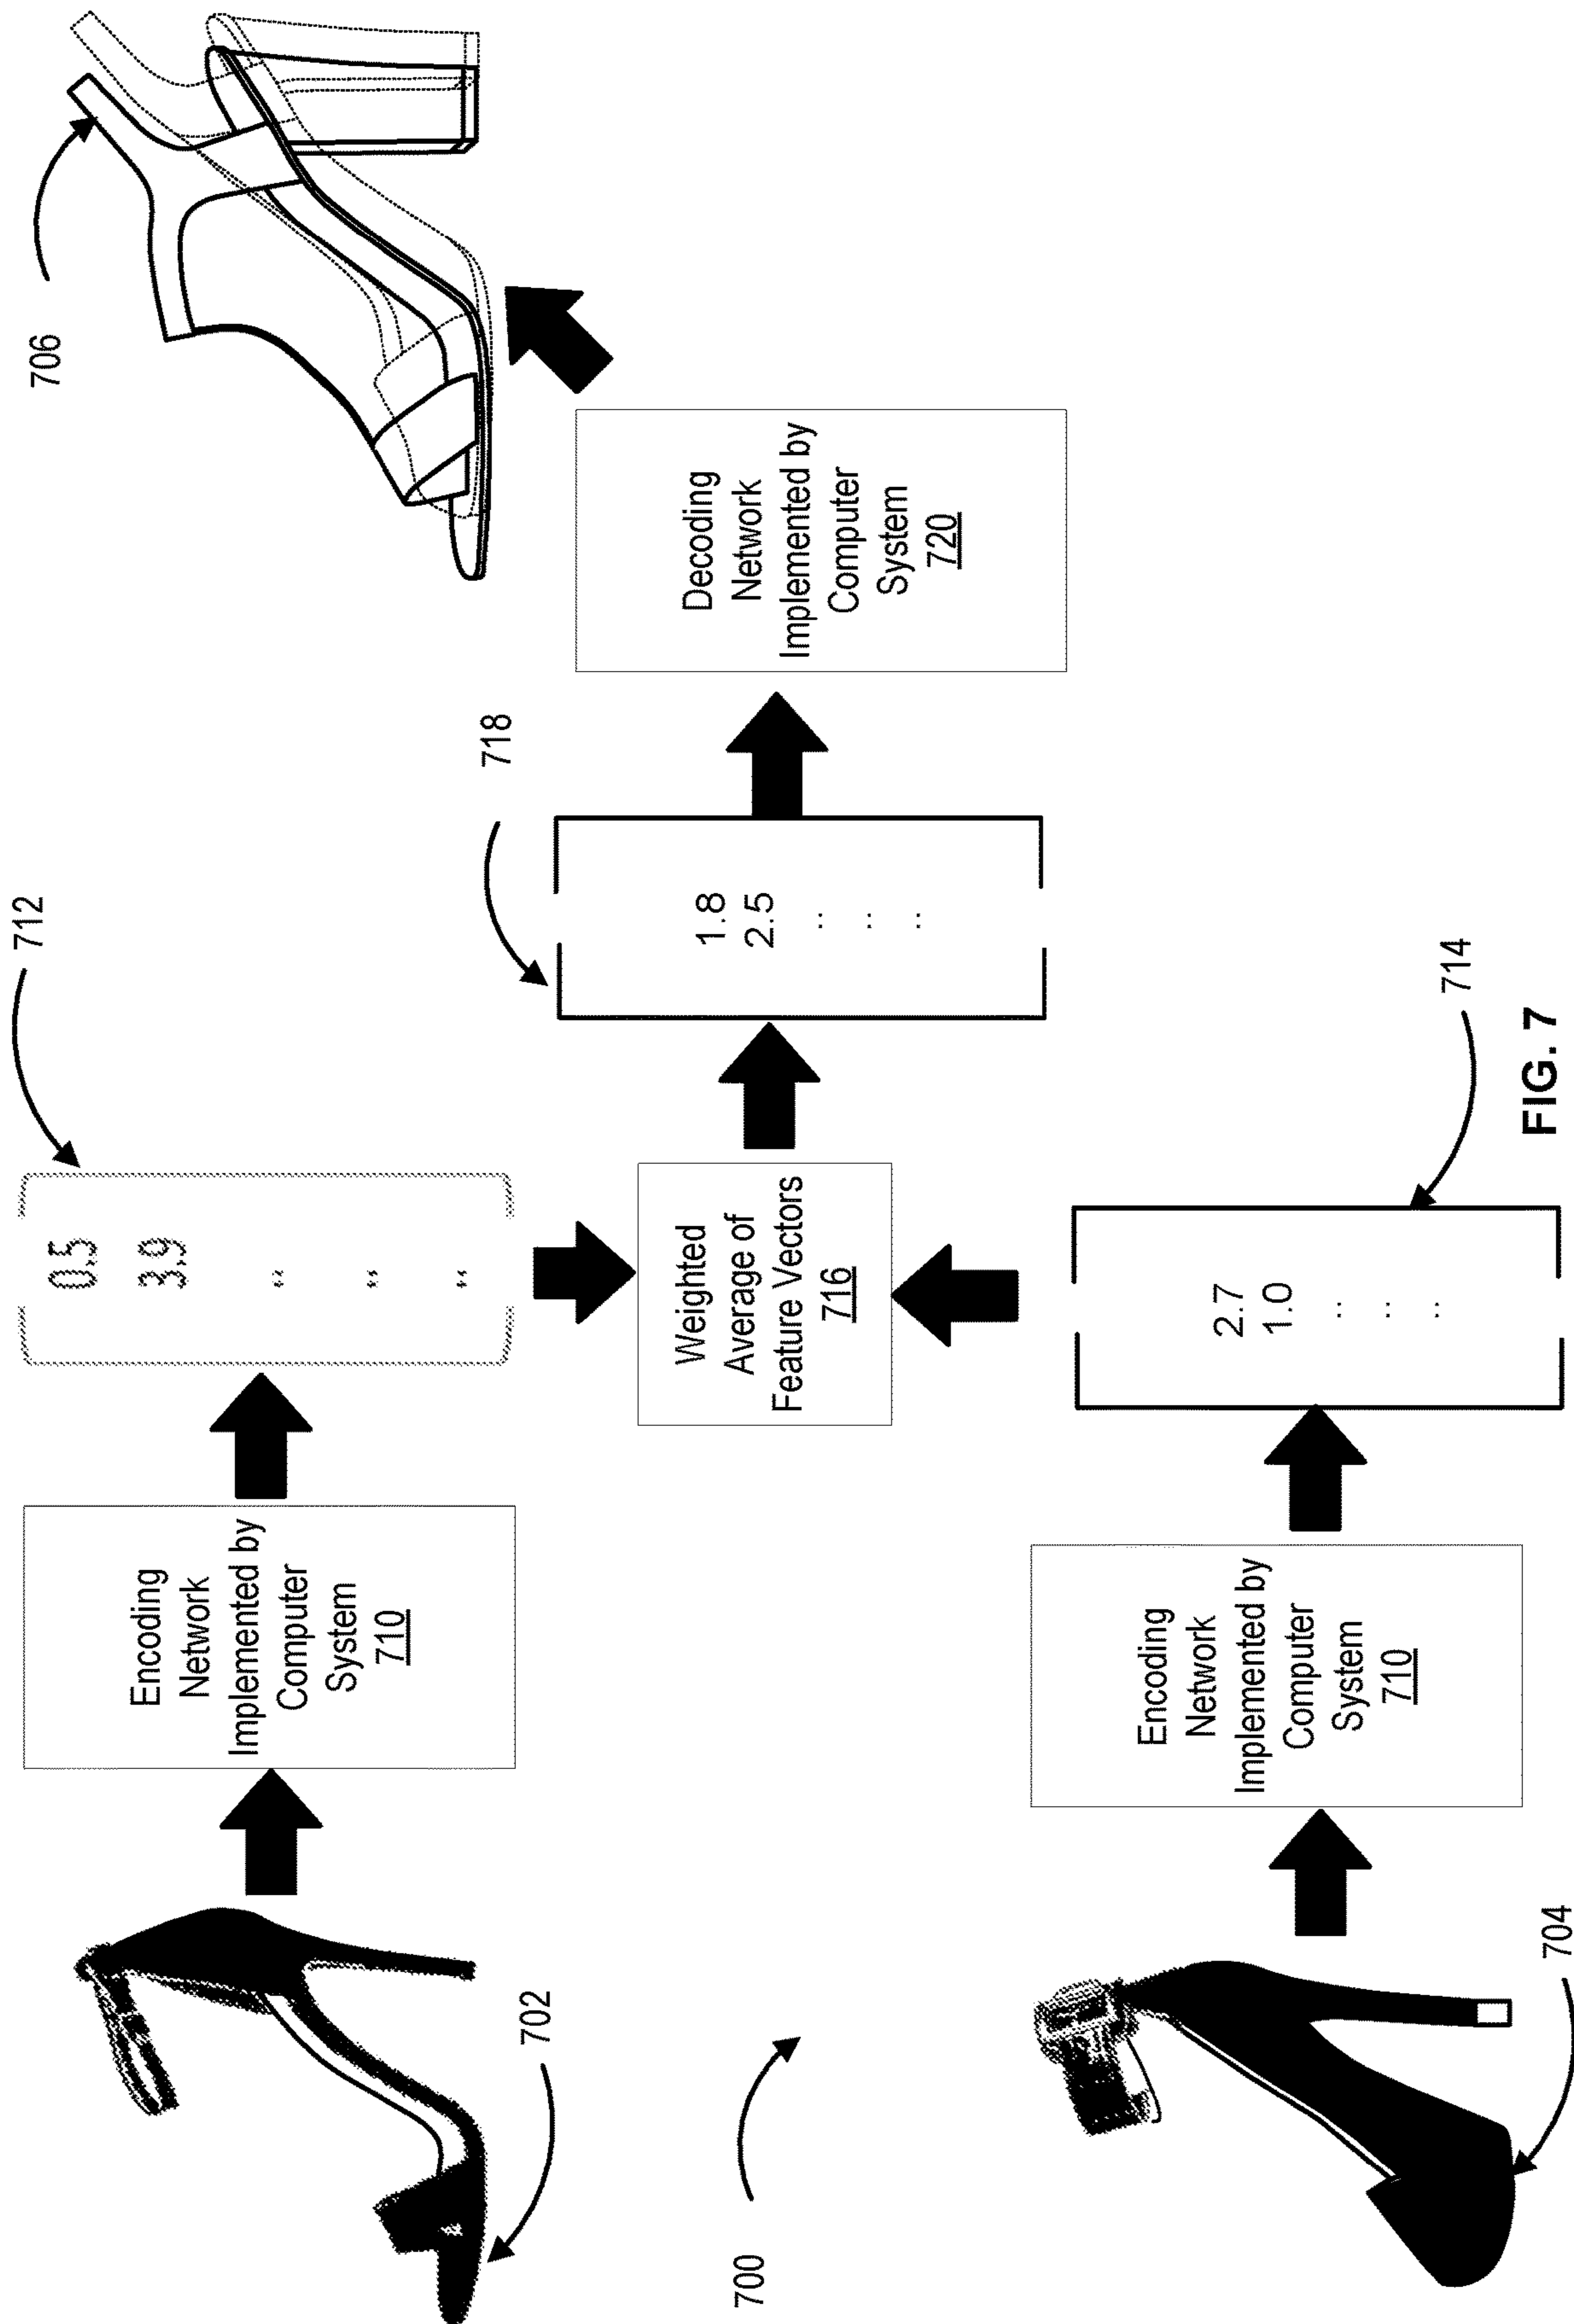 702
Encoding
Network
Implemented by
Computer
System
710
0.5
3.9
712
706
700
Weighted
Average of
Feature Vectors
716
1.8
2.5
718
Decoding
Network
Implemented by
Computer
System
720
704
Encoding
Network
Implemented by
Computer
System
710
2.7
1.0
714
FIG. 7